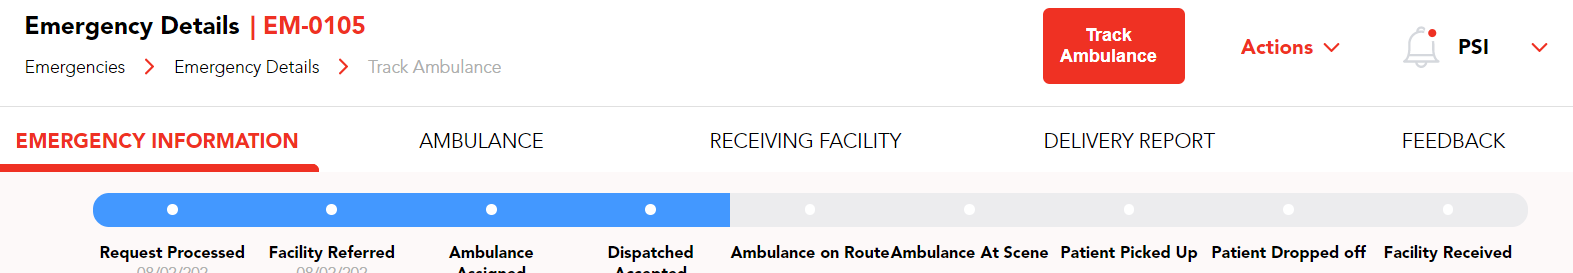 Emergency Details | EM-0105
Emergencies > Emergency Details > Track Ambulance
Track
Ambulance
Actions
PSI
EMERGENCY INFORMATION
AMBULANCE
RECEIVING FACILITY
DELIVERY REPORT
FEEDBACK
Request Processed
08/02/202
Facility Referred
08/02/202
Ambulance
Assigned
Dispatched
Accepted
Ambulance on Route
Ambulance At Scene
Patient Picked Up
Patient Dropped off
Facility Received